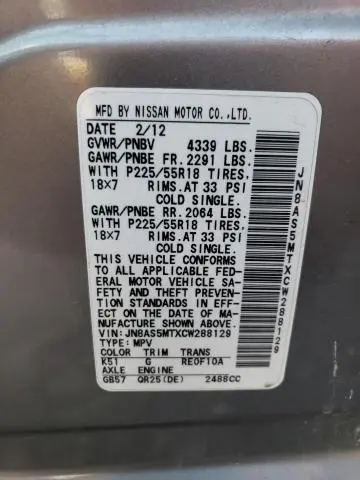 MFD BY NISSAN MOTOR CO.,LTD.
DATE 2/12
GVWR/PNBV 4339 LBS.
GAWR/PNBE FR. 2291 LBS.
WITH P225/55R18 TIRES,
18X7 RIMS.AT 33 PSI
COLD SINGLE.
GAWR/PNBE RR. 2064 LBS.
WITH P225/55R18 TIRES,
18X7 RIMS.AT 33 PSI
COLD SINGLE.
THIS VEHICLE CONFORMS
TO ALL APPLICABLE FED-
ERAL MOTOR VEHICLE SA-
FETY AND THEFT PREVEN-
TION STANDARDS IN EFF-
ECT ON THE DATE OF MA-
NUFACTURE SHOWN ABOVE.
VIN: JN8AS5MTXCW288129
TYPE: MPV
COLOR TRIM TRANS
K51 G RE0F10A
AXLE ENGINE
GB57 QR25(DE) 2488CC
JN8AS5MTXCW288129